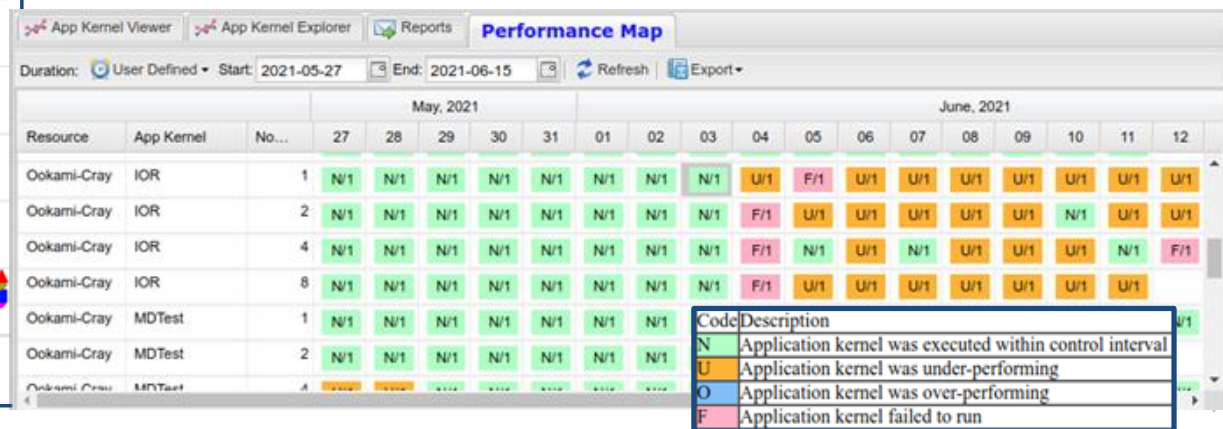 App Kernel Viewer App Kernel Explorer Reports Performance Map
Duration: User Defined Start: 2021-05-27 End: 2021-06-15 Refresh Export
May, 2021 June, 2021
Resource App Kernel No... 27 28 29 30 31 01 02 03 04 05 06 07 08 09 10 11 12
Ookami-Cray IOR 1 N/1 N/1 N/1 N/1 N/1 N/1 N/1 N/1 U/1 F/1 U/1 U/1 U/1 U/1 U/1 U/1 U/1
Ookami-Cray IOR 2 N/1 N/1 N/1 N/1 N/1 N/1 N/1 N/1 F/1 U/1 U/1 U/1 U/1 U/1 N/1 U/1 U/1
Ookami-Cray IOR 4 N/1 N/1 N/1 N/1 N/1 N/1 N/1 N/1 F/1 N/1 U/1 N/1 U/1 U/1 U/1 N/1 F/1
Ookami-Cray IOR 8 N/1 N/1 N/1 N/1 N/1 N/1 N/1 N/1 F/1 U/1 U/1 U/1 U/1 U/1 U/1 U/1
Ookami-Cray MDTest 1 N/1 N/1 N/1 N/1 N/1 N/1 N/1
Ookami-Cray MDTest 2 N/1 N/1 N/1 N/1 N/1 N/1 N/1
Ookami-Cray MDTest 4
Code Description
N Application kernel was executed within control interval
U Application kernel was under-performing
O Application kernel was over-performing
F Application kernel failed to run